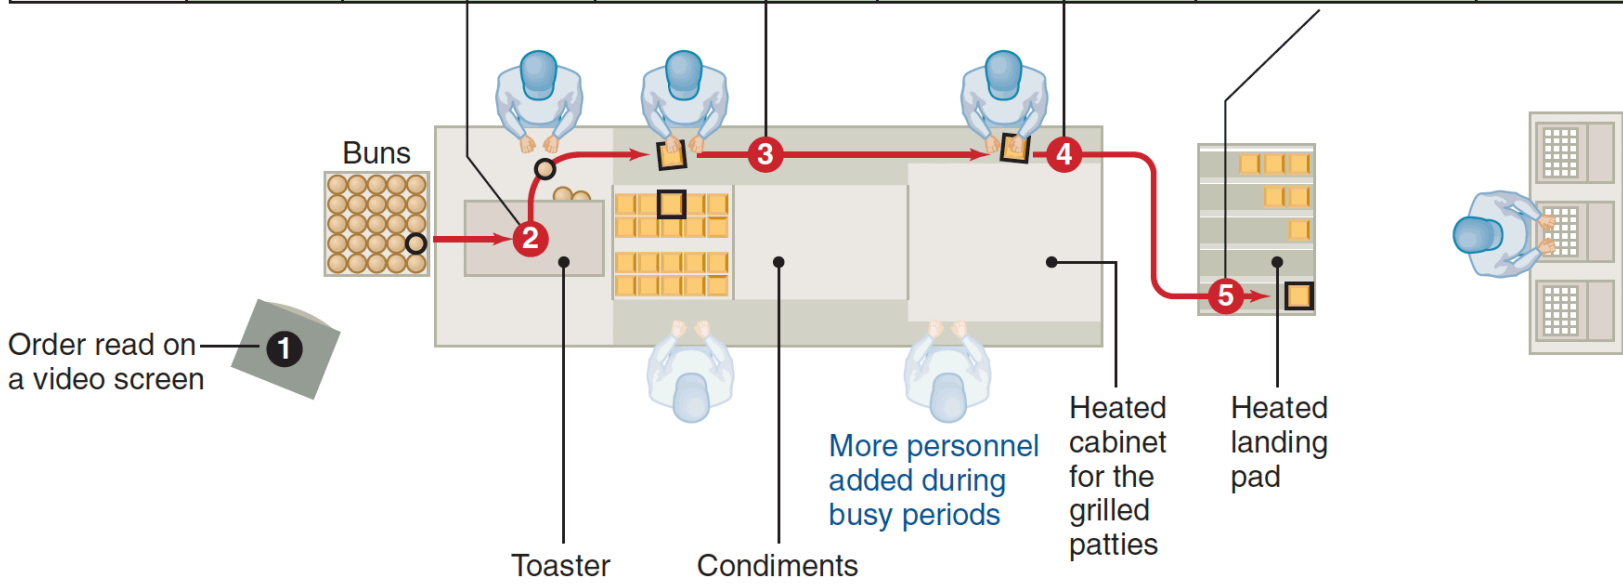 Buns
2
3
4
5
Order read on
a video screen
1
More personnel
added during
busy periods
Heated
cabinet
for the
grilled
patties
Heated
landing
pad
Toaster
Condiments